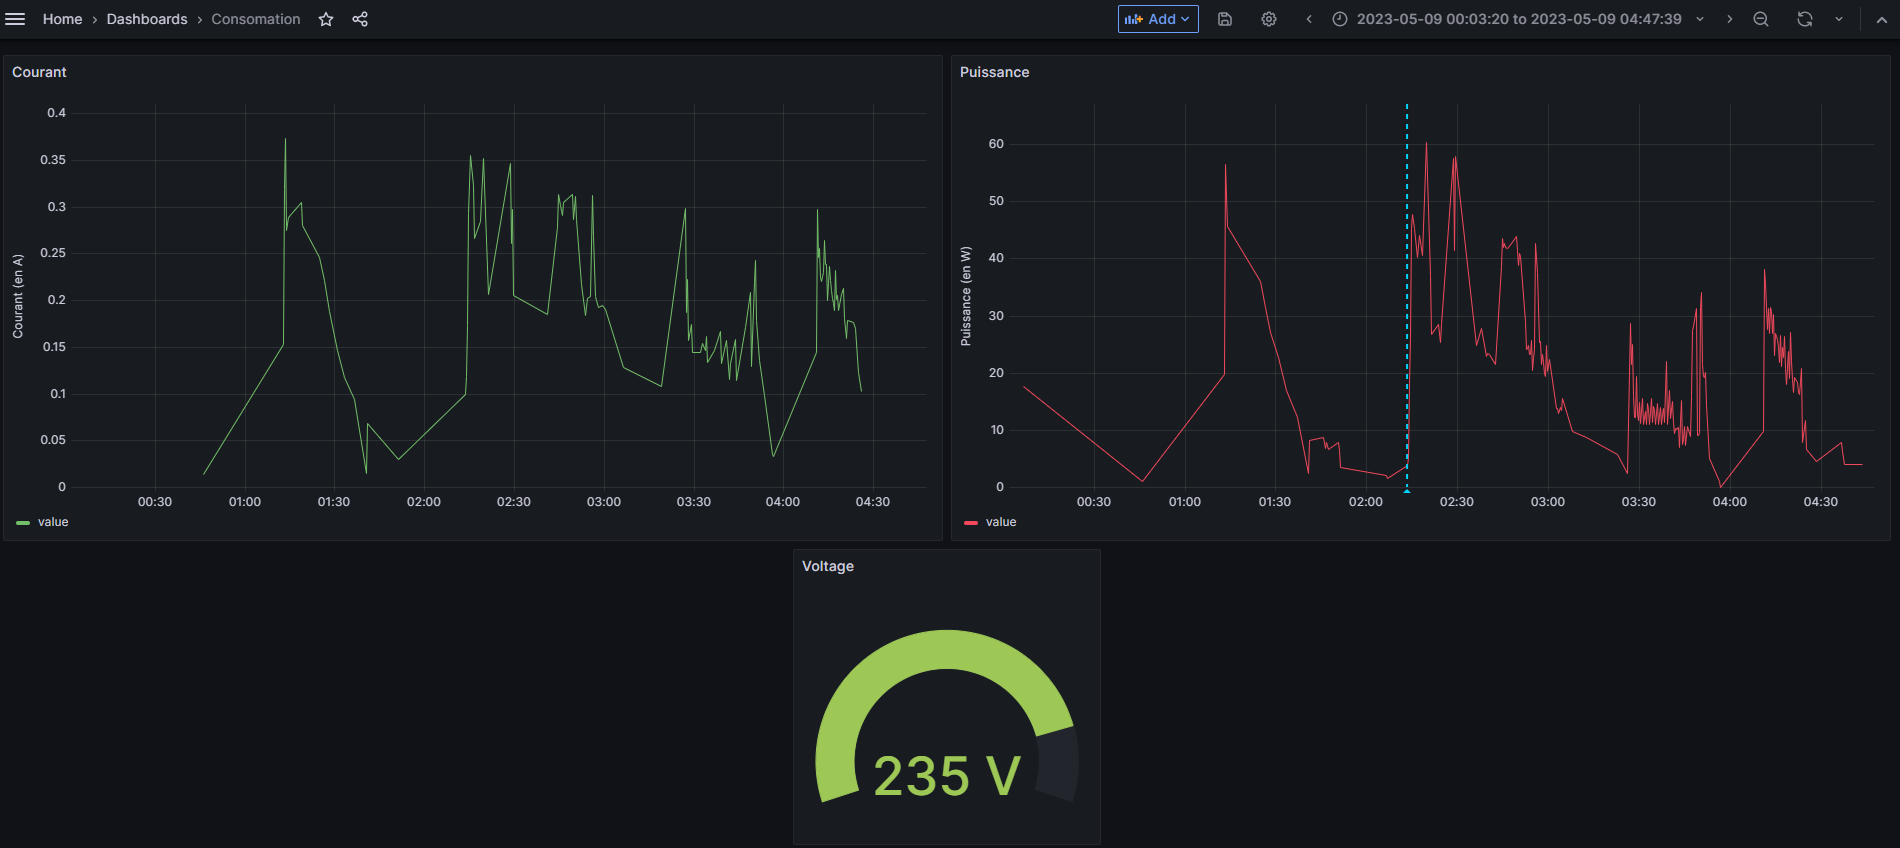 Home › Dashboards › Consomation
Add
2023-05-09 00:03:20 to 2023-05-09 04:47:39
Courant
0.4
0.35
0.3
0.25
0.2
0.15
0.1
0.05
0
Courant (en A)
00:30 01:00 01:30 02:00 02:30 03:00 03:30 04:00 04:30
value
Puissance
60
50
40
30
20
10
0
Puissance (en W)
00:30 01:00 01:30 02:00 02:30 03:00 03:30 04:00 04:30
value
Voltage
235 V